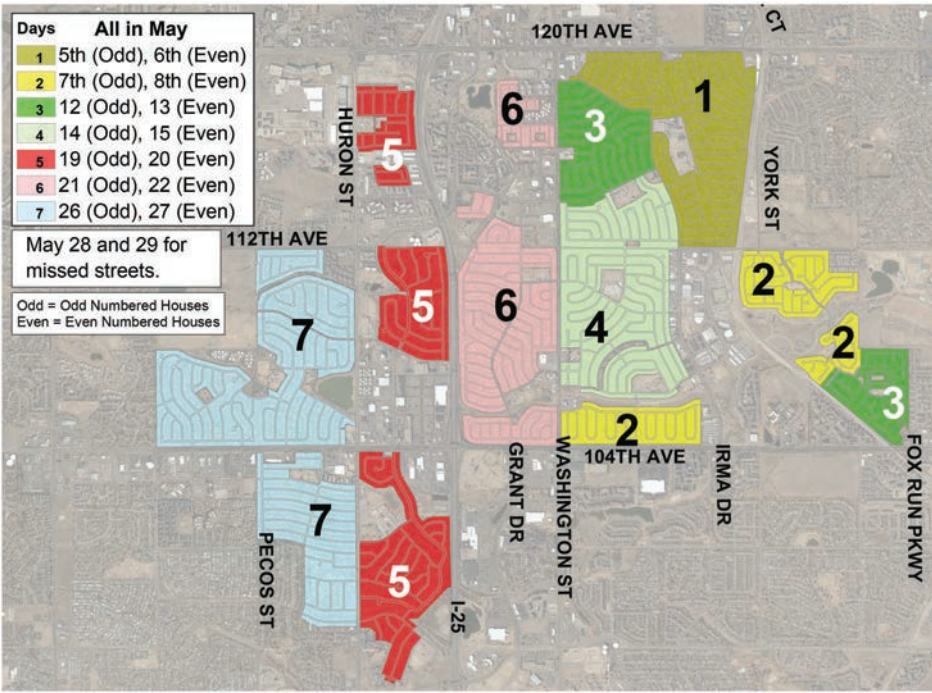 Days All in May
1 5th (Odd), 6th (Even)
2 7th (Odd), 8th (Even)
3 12 (Odd), 13 (Even)
4 14 (Odd), 15 (Even)
5 19 (Odd), 20 (Even)
6 21 (Odd), 22 (Even)
7 26 (Odd), 27 (Even)
May 28 and 29 for
missed streets.
Odd = Odd Numbered Houses
Even = Even Numbered Houses
CT
120TH AVE
1
6
3
HURON ST
5
YORK ST
112TH AVE
2
7
5
6
4
2
3
2
104TH AVE
GRANT DR
WASHINGTON ST
IRMA DR
FOX RUN PKWY
7
PECOS ST
5
I-25